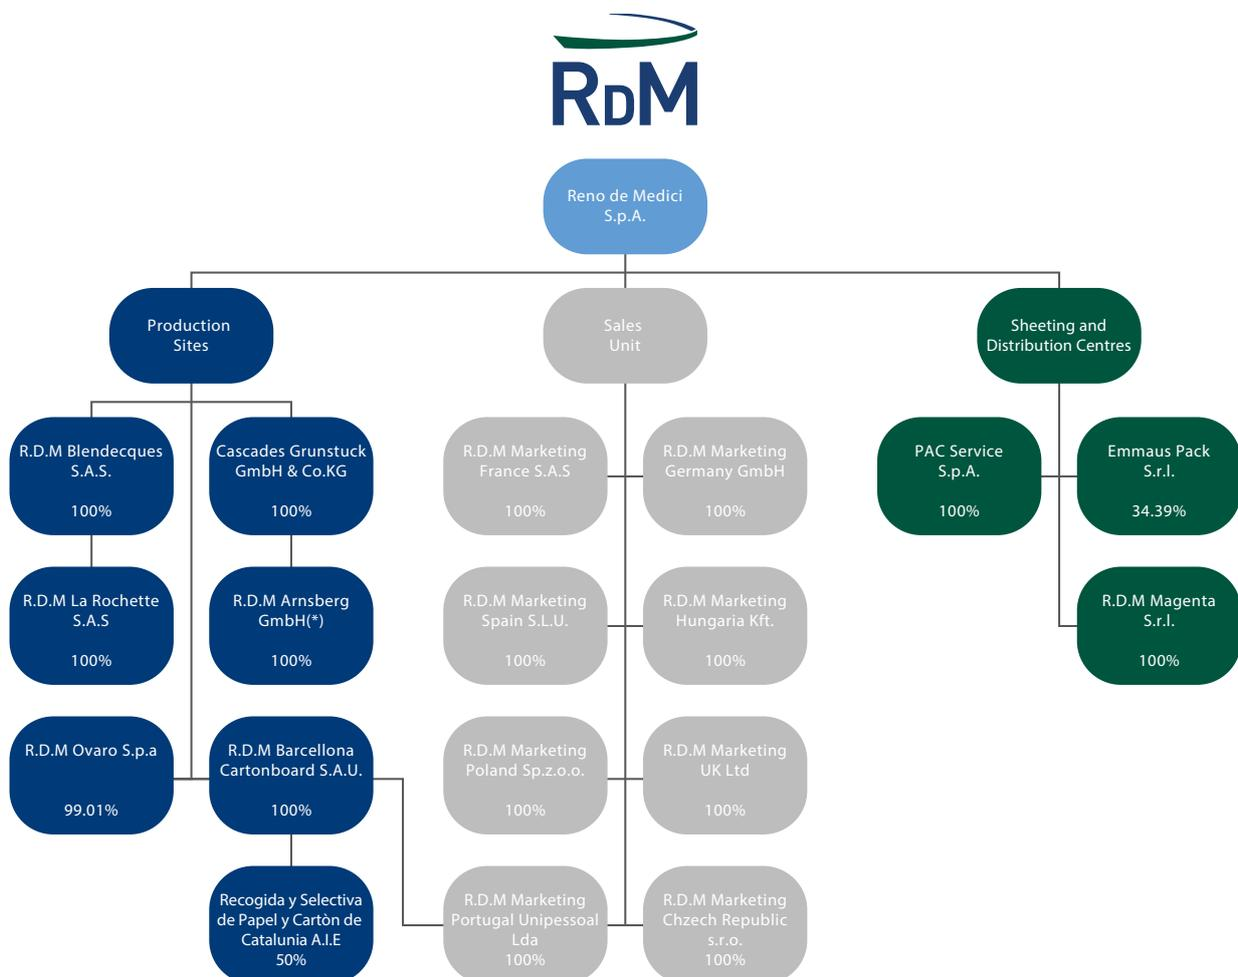 RDM
Reno de Medici
S.p.A.
Production
Sites
Sales
Unit
Sheeting and
Distribution Centres
R.D.M Blendecques
S.A.S.
100%
Cascades Grunstuck
GmbH & Co.KG
100%
R.D.M Marketing
France S.A.S
100%
R.D.M Marketing
Germany GmbH
100%
PAC Service
S.p.A.
100%
Emmaus Pack
S.r.l.
34.39%
R.D.M La Rochette
S.A.S
100%
R.D.M Arnsberg
GmbH(*)
100%
R.D.M Marketing
Spain S.L.U.
100%
R.D.M Marketing
Hungaria Kft.
100%
R.D.M Magenta
S.r.l.
100%
R.D.M Ovaro S.p.a
99.01%
R.D.M Barcellona
Cartonboard S.A.U.
100%
R.D.M Marketing
Poland Sp.z.o.o.
100%
R.D.M Marketing
UK Ltd
100%
Recogida y Selectiva
de Papel y Cartòn de
Catalunia A.I.E
50%
R.D.M Marketing
Portugal Unipessoal
Lda
100%
R.D.M Marketing
Chzech Republic
s.r.o.
100%